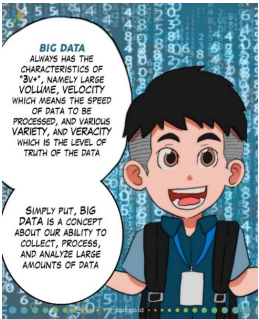 BIG DATA
ALWAYS HAS THE
CHARACTERISTICS OF
"3V+", NAMELY LARGE
VOLUME, VELOCITY
WHICH MEANS THE SPEED
OF DATA TO BE
PROCESSED, AND VARIOUS
VARIETY, AND VERACITY
WHICH IS THE LEVEL OF
TRUTH OF THE DATA
SIMPLY PUT, BIG
DATA IS A CONCEPT
ABOUT OUR ABILITY TO
COLLECT, PROCESS,
AND ANALYZE LARGE
AMOUNTS OF DATA